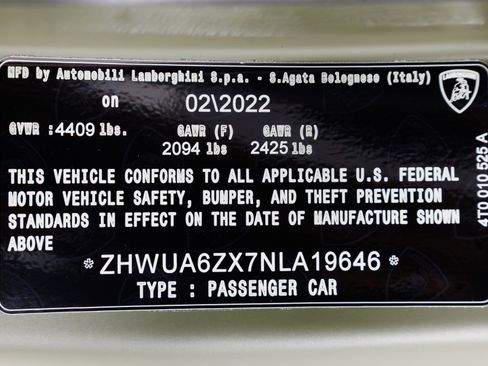 MFD by Automobili Lamborghini S.p.a. - S.Agata Bolognese (Italy)
on 02\2022
GVWR :4409 lbs. GAWR (F) GAWR (R)
2094 lbs 2425 lbs
THIS VEHICLE CONFORMS TO ALL APPLICABLE U.S. FEDERAL
MOTOR VEHICLE SAFETY, BUMPER, AND THEFT PREVENTION
STANDARDS IN EFFECT ON THE DATE OF MANUFACTURE SHOWN
ABOVE
*ZHWUA6ZX7NLA19646*
TYPE : PASSENGER CAR
LAMBORGHINI
4T0 010 525 A